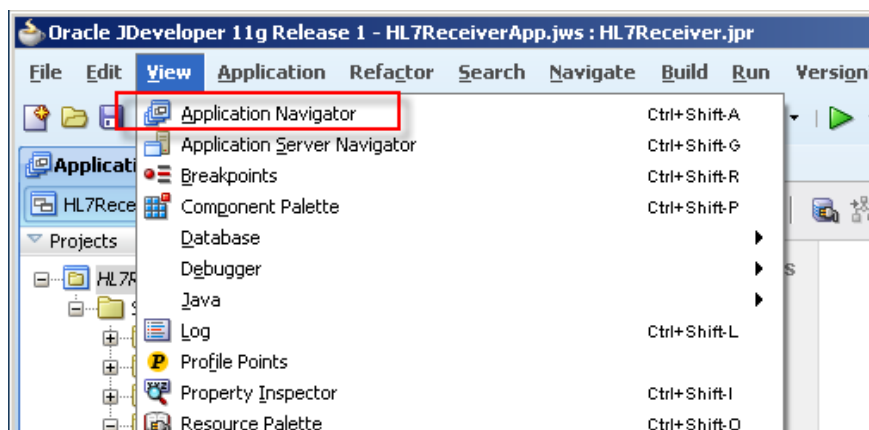 Oracle JDeveloper 11g Release 1 - HL7ReceiverApp.jws : HL7Receiver.jpr
File Edit View Application Refactor Search Navigate Build Run Version
Application Navigator Ctrl+Shift-A
Application Server Navigator Ctrl+Shift-G
Applicati
Breakpoints Ctrl+Shift-R
HL7Rece
Component Palette Ctrl+Shift-P
Projects
Database
Debugger
HL7R
Java
Log Ctrl+Shift-L
Profile Points
Property Inspector Ctrl+Shift-I
Resource Palette Ctrl+Shift-O